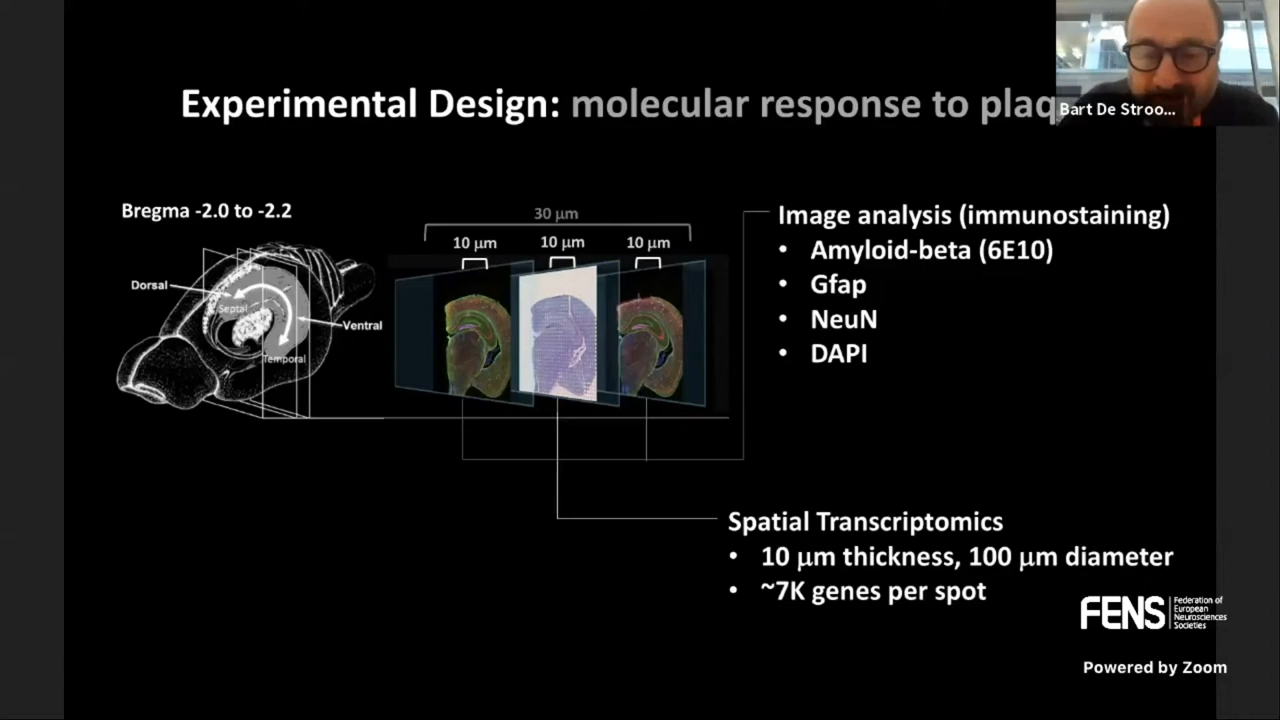 Experimental Design: molecular response to plaq
Bart De Stroo...
Bregma -2.0 to -2.2
Dorsal
Septal
Ventral
Temporal
30 µm
10 µm
10 µm
10 µm
Image analysis (immunostaining)
• Amyloid-beta (6E10)
• Gfap
• NeuN
• DAPI
Spatial Transcriptomics
• 10 µm thickness, 100 µm diameter
• ~7K genes per spot
FENS
Federation of
European
Neurosciences
Societies
Powered by Zoom